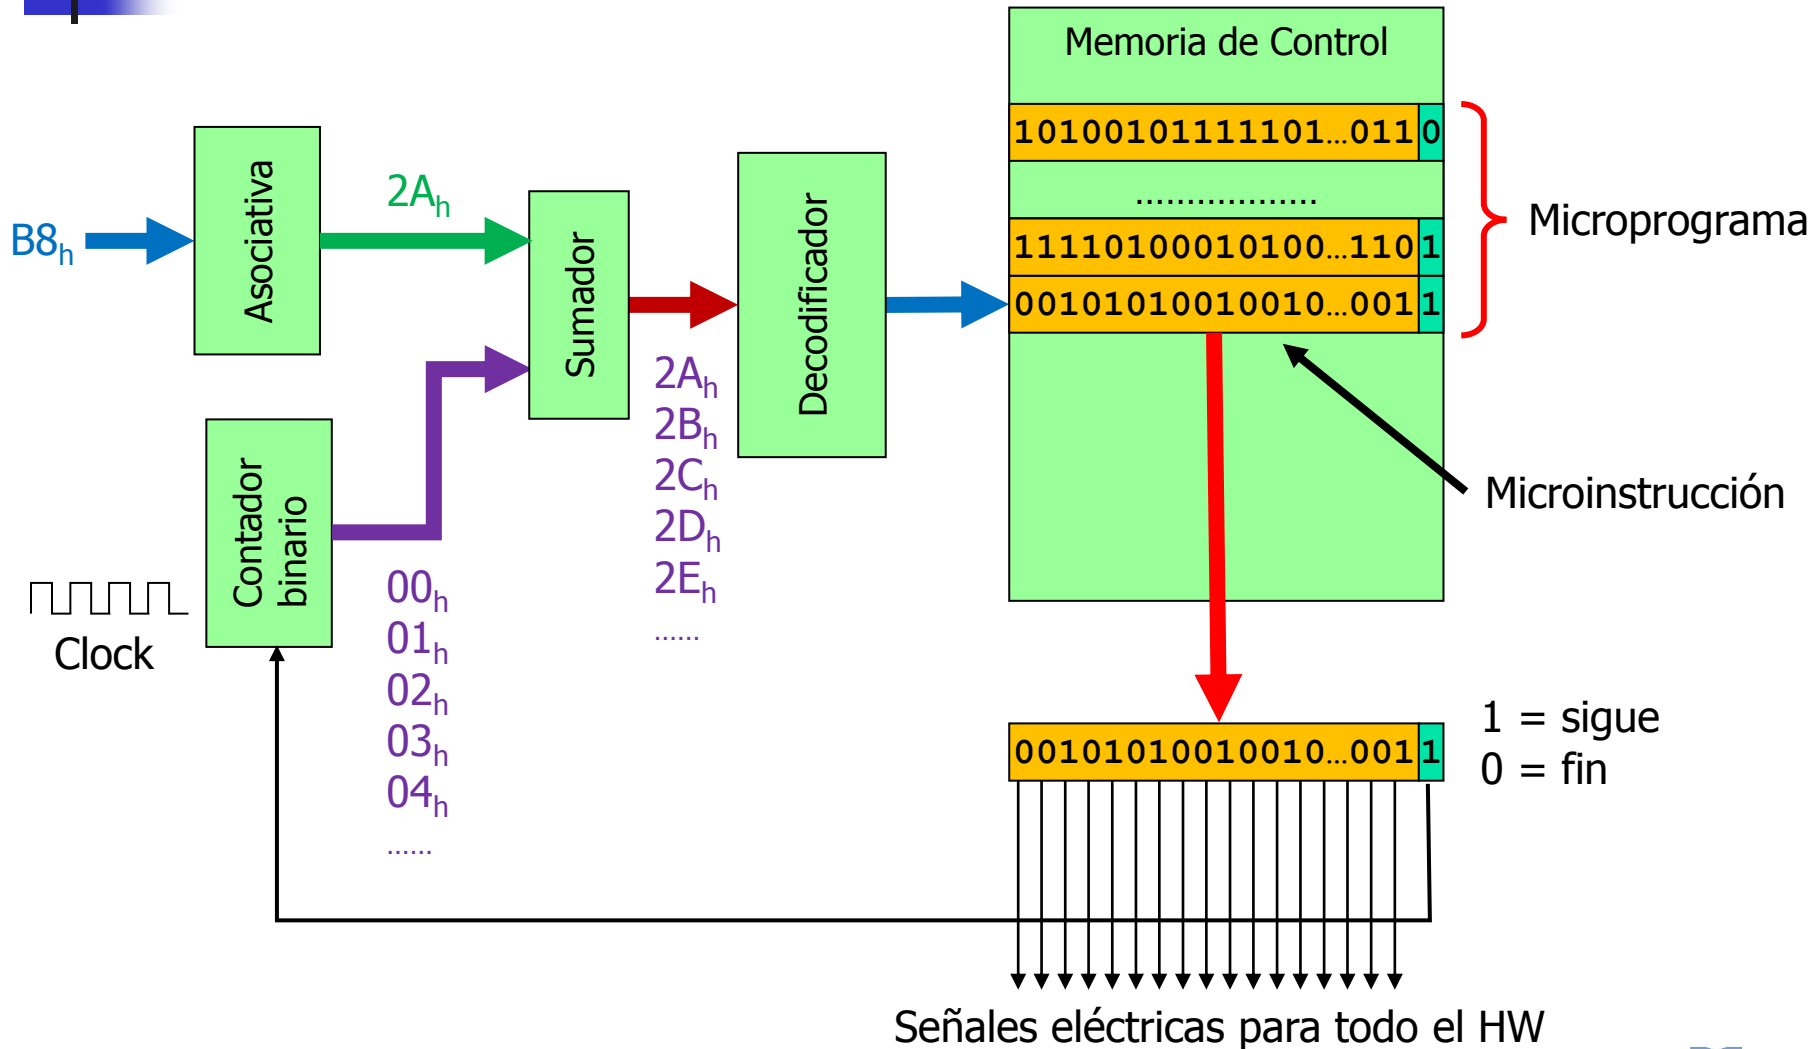 Memoria de Control
10100101111101...011 0
..................
11110100010100...110 1
00101010010010...001 1
Microprograma
Microinstrucción
B8h
Asociativa
2Ah
Sumador
Decodificador
2Ah
2Bh
2Ch
2Dh
2Eh
......
Contador
binario
Clock
00h
01h
02h
03h
04h
......
00101010010010...001 1
1 = sigue
0 = fin
Señales eléctricas para todo el HW